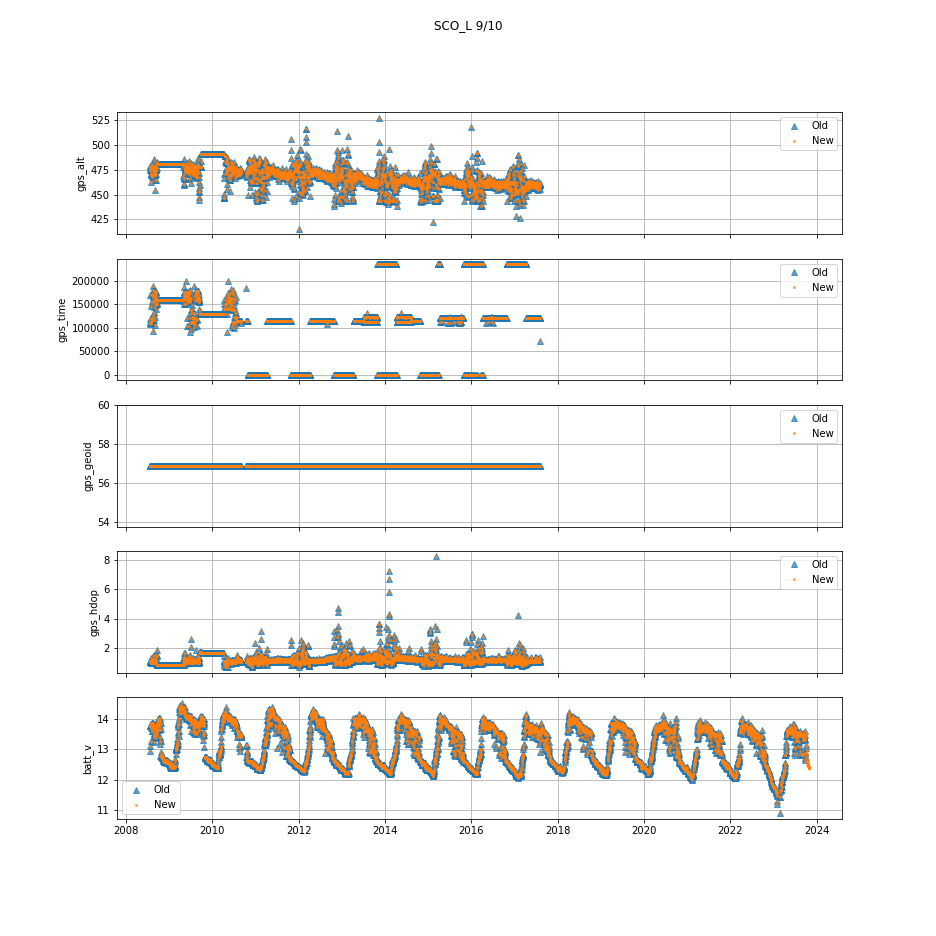 SCO_L 9/10
gps_alt
525
500
475
450
425
Old
New
gps_time
200000
150000
100000
50000
0
Old
New
gps_geoid
60
58
56
54
Old
New
gps_hdop
8
6
4
2
Old
New
batt_v
14
13
12
11
Old
New
2008 2010 2012 2014 2016 2018 2020 2022 2024